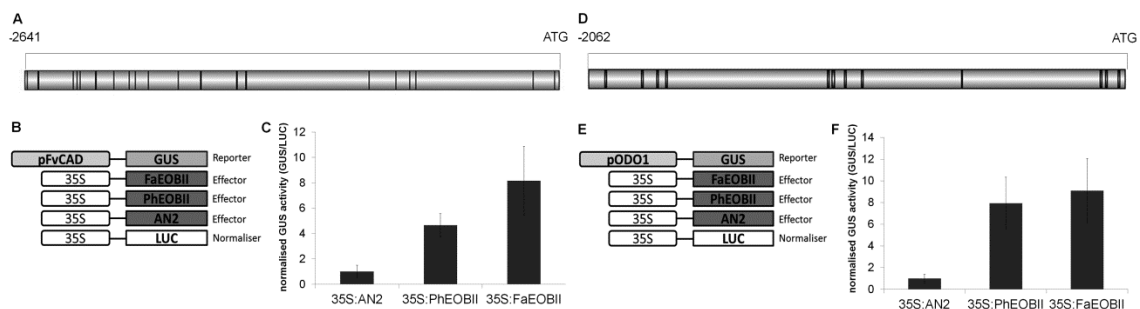 A
-2641 ATG
B
pFvCAD GUS Reporter
35S FaEOBII Effector
35S PhEOBII Effector
35S AN2 Effector
35S LUC Normaliser
C
normalised GUS activity (GUS/LUC)
12
10
8
6
4
2
0
35S:AN2 35S:PhEOBII 35S:FaEOBII
D
-2062 ATG
E
pODO1 GUS Reporter
35S FaEOBII Effector
35S PhEOBII Effector
35S AN2 Effector
35S LUC Normaliser
F
normalised GUS activity (GUS/LUC)
14
12
10
8
6
4
2
0
35S:AN2 35S:PhEOBII 35S:FaEOBII